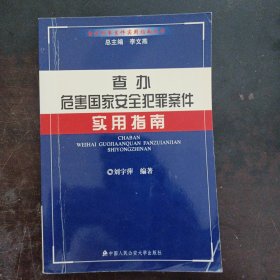 总主编 李文燕
查办
危害国家安全犯罪案件
实用指南
CHABAN
WEIHAI GUOJIAANQUAN FANZUIANJIAN
SHIYONGZHINAN
刘宇萍 编著
中国人民公安大学出版社